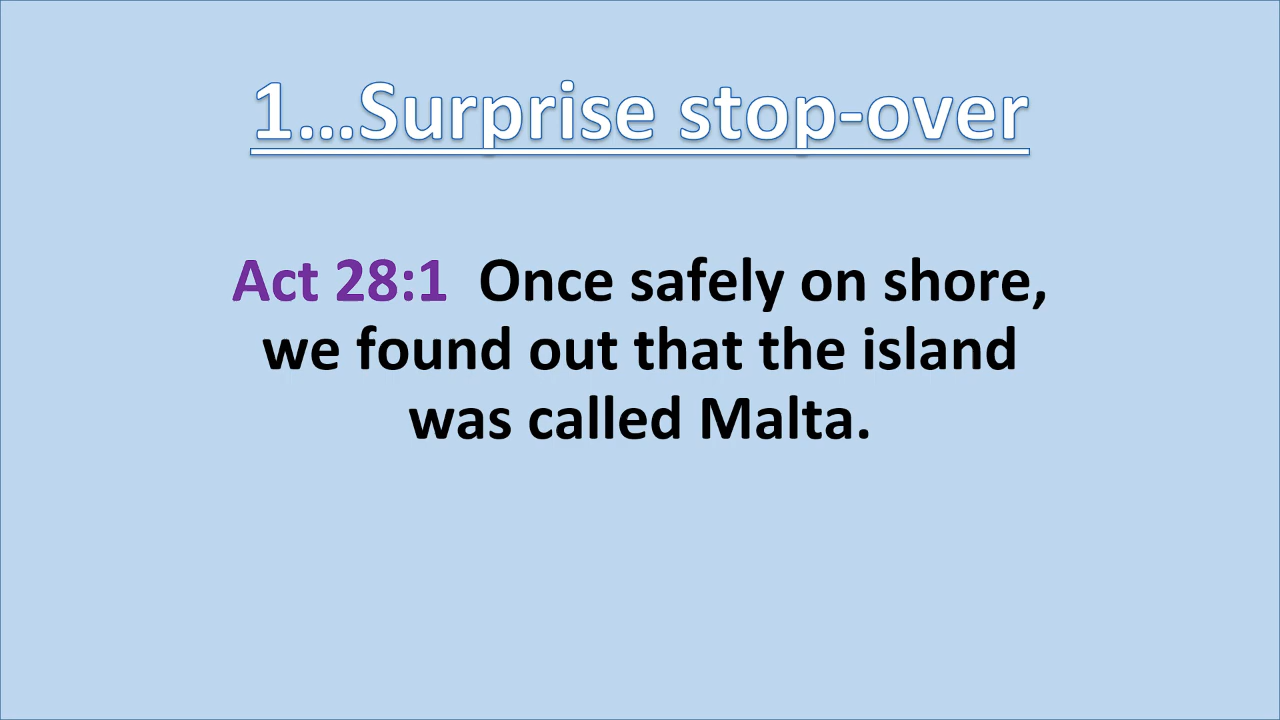 1...Surprise stop-over
Act 28:1  Once safely on shore,
we found out that the island
was called Malta.